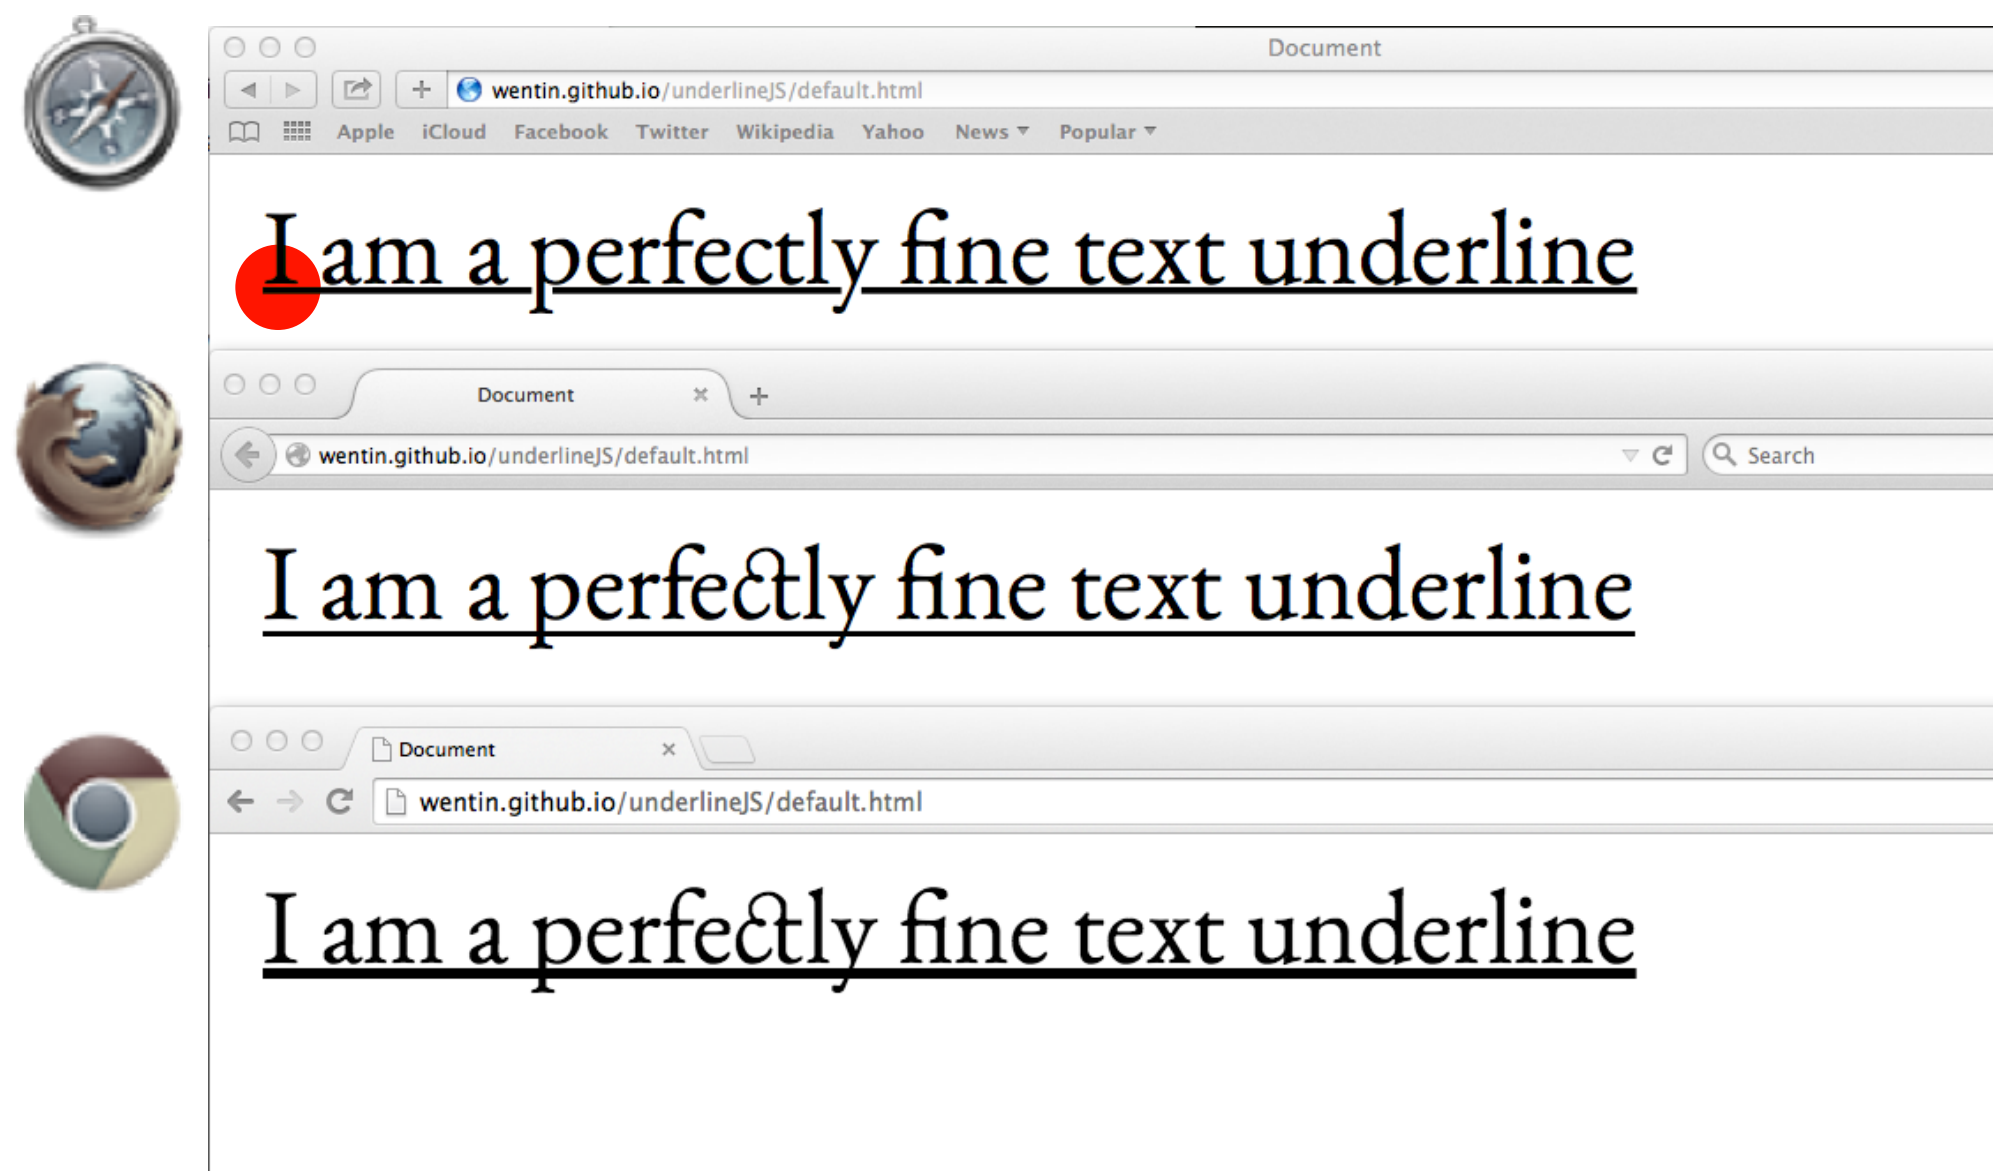 Document
wentin.github.io/underlineJS/default.html
Apple iCloud Facebook Twitter Wikipedia Yahoo News Popular
I am a perfectly fine text underline
Document
wentin.github.io/underlineJS/default.html Search
I am a perfectly fine text underline
Document
wentin.github.io/underlineJS/default.html
I am a perfectly fine text underline